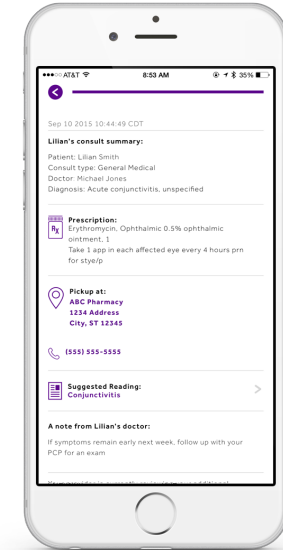 AT&T 8:53 AM 35%
Sep 10 2015 10:44:49 CDT
Lilian's consult summary:
Patient: Lilian Smith
Consult type: General Medical
Doctor: Michael Jones
Diagnosis: Acute conjunctivitis, unspecified
Rx
Prescription:
Erythromycin, Ophthalmic 0.5% ophthalmic
ointment, 1
Take 1 app in each affected eye every 4 hours prn
for stye/p
Pickup at:
ABC Pharmacy
1234 Address
City, ST 12345
(555) 555-5555
Suggested Reading:
Conjunctivitis
A note from Lilian's doctor:
If symptoms remain early next week, follow up with your
PCP for an exam